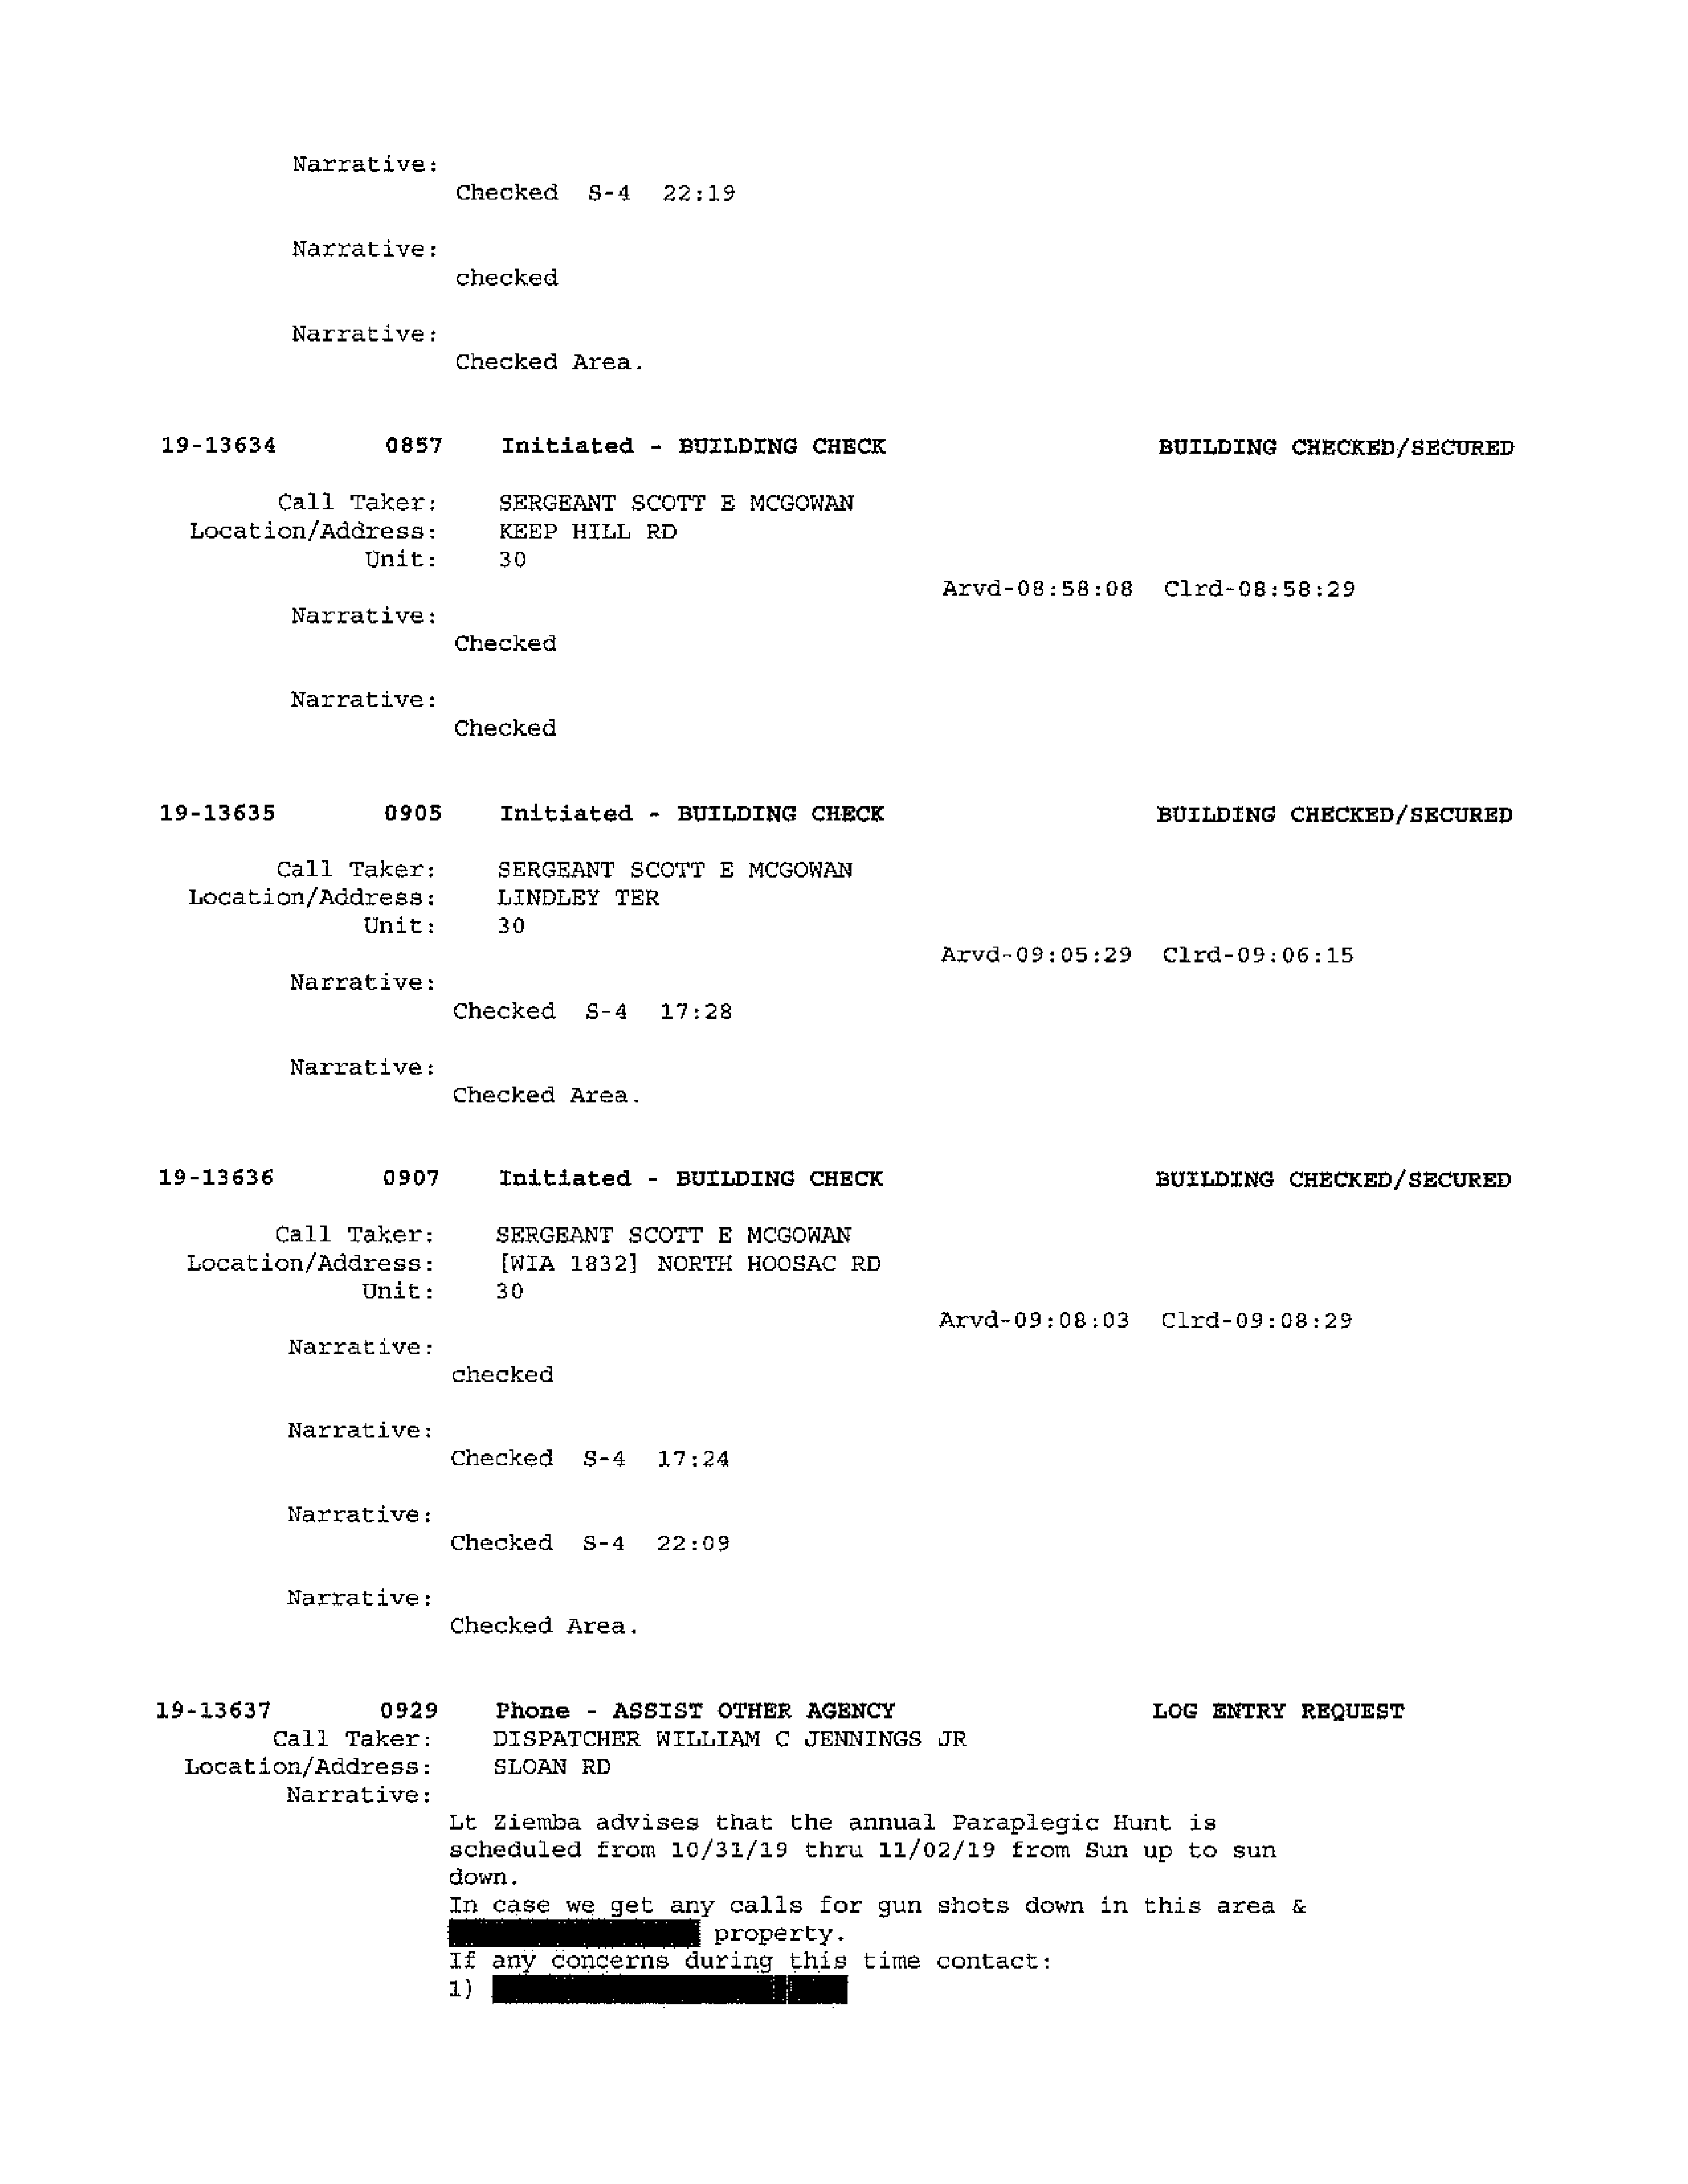 Narrative:
Checked S-4 22:19
Narrative:
checked
Narrative:
Checked Area.
19-13634 0857 Initiated - BUILDING CHECK BUILDING CHECKED/SECURED
Call Taker: SERGEANT SCOTT E MCGOWAN
Location/Address: KEEP HILL RD
Unit: 30
Arvd-08:58:08 Clrd-08:58:29
Narrative:
Checked
Narrative:
Checked
19-13635 0905 Initiated - BUILDING CHECK BUILDING CHECKED/SECURED
Call Taker: SERGEANT SCOTT E MCGOWAN
Location/Address: LINDLEY TER
Unit: 30
Arvd-09:05:29 Clrd-09:06:15
Narrative:
Checked S-4 17:28
Narrative:
Checked Area.
19-13636 0907 Initiated - BUILDING CHECK BUILDING CHECKED/SECURED
Call Taker: SERGEANT SCOTT E MCGOWAN
Location/Address: [WIA 1832] NORTH HOOSAC RD
Unit: 30
Arvd-09:08:03 Clrd-09:08:29
Narrative:
checked
Narrative:
Checked S-4 17:24
Narrative:
Checked S-4 22:09
Narrative:
Checked Area.
19-13637 0929 Phone - ASSIST OTHER AGENCY LOG ENTRY REQUEST
Call Taker: DISPATCHER WILLIAM C JENNINGS JR
Location/Address: SLOAN RD
Narrative:
Lt Ziemba advises that the annual Paraplegic Hunt is
scheduled from 10/31/19 thru 11/02/19 from Sun up to sun
down.
In case we get any calls for gun shots down in this area &
property.
If any concerns during this time contact:
1)